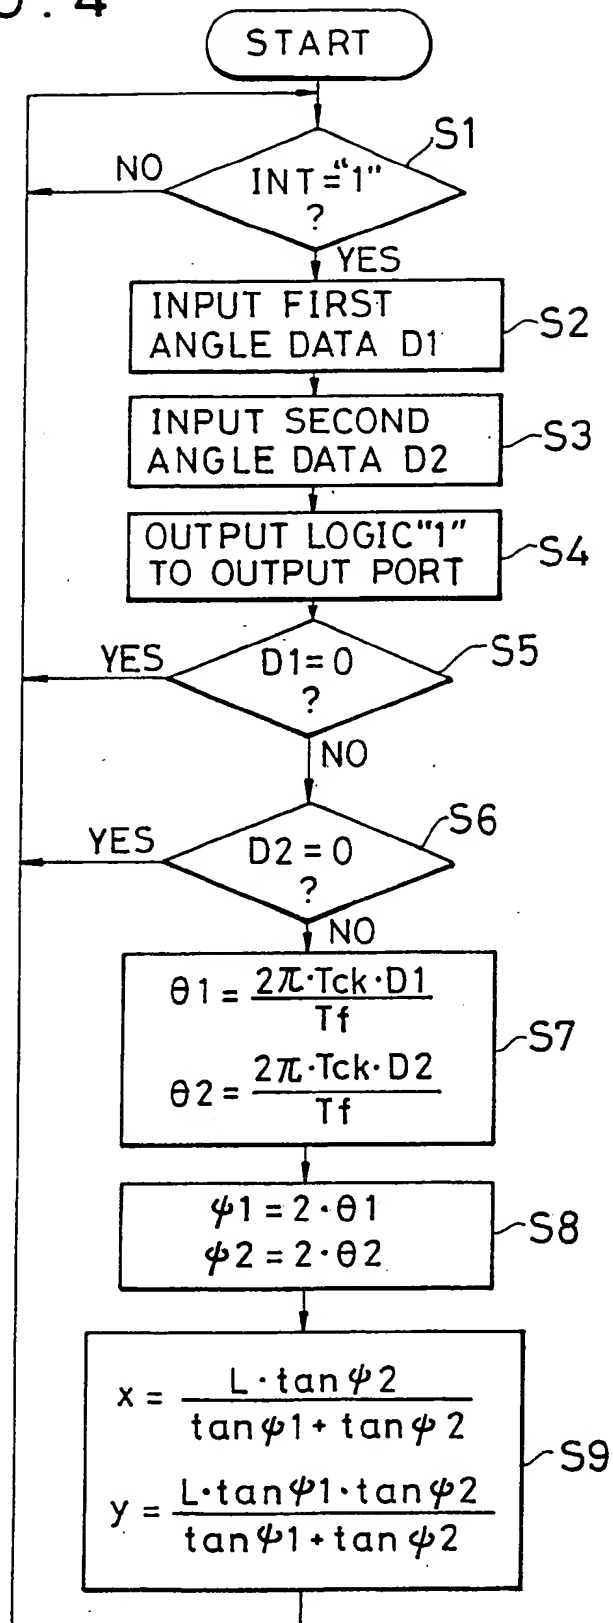 START
S1
NO
INT="1"
?
YES
INPUT FIRST
ANGLE DATA D1
S2
INPUT SECOND
ANGLE DATA D2
S3
OUTPUT LOGIC"1"
TO OUTPUT PORT
S4
YES
D1=0
?
S5
NO
YES
D2=0
?
S6
NO
θ1 = 2π·Tck·D1 / Tf
θ2 = 2π·Tck·D2 / Tf
S7
ψ1 = 2·θ1
ψ2 = 2·θ2
S8
x = L·tanψ2 / tanψ1+tanψ2
y = L·tanψ1·tanψ2 / tanψ1+tanψ2
S9